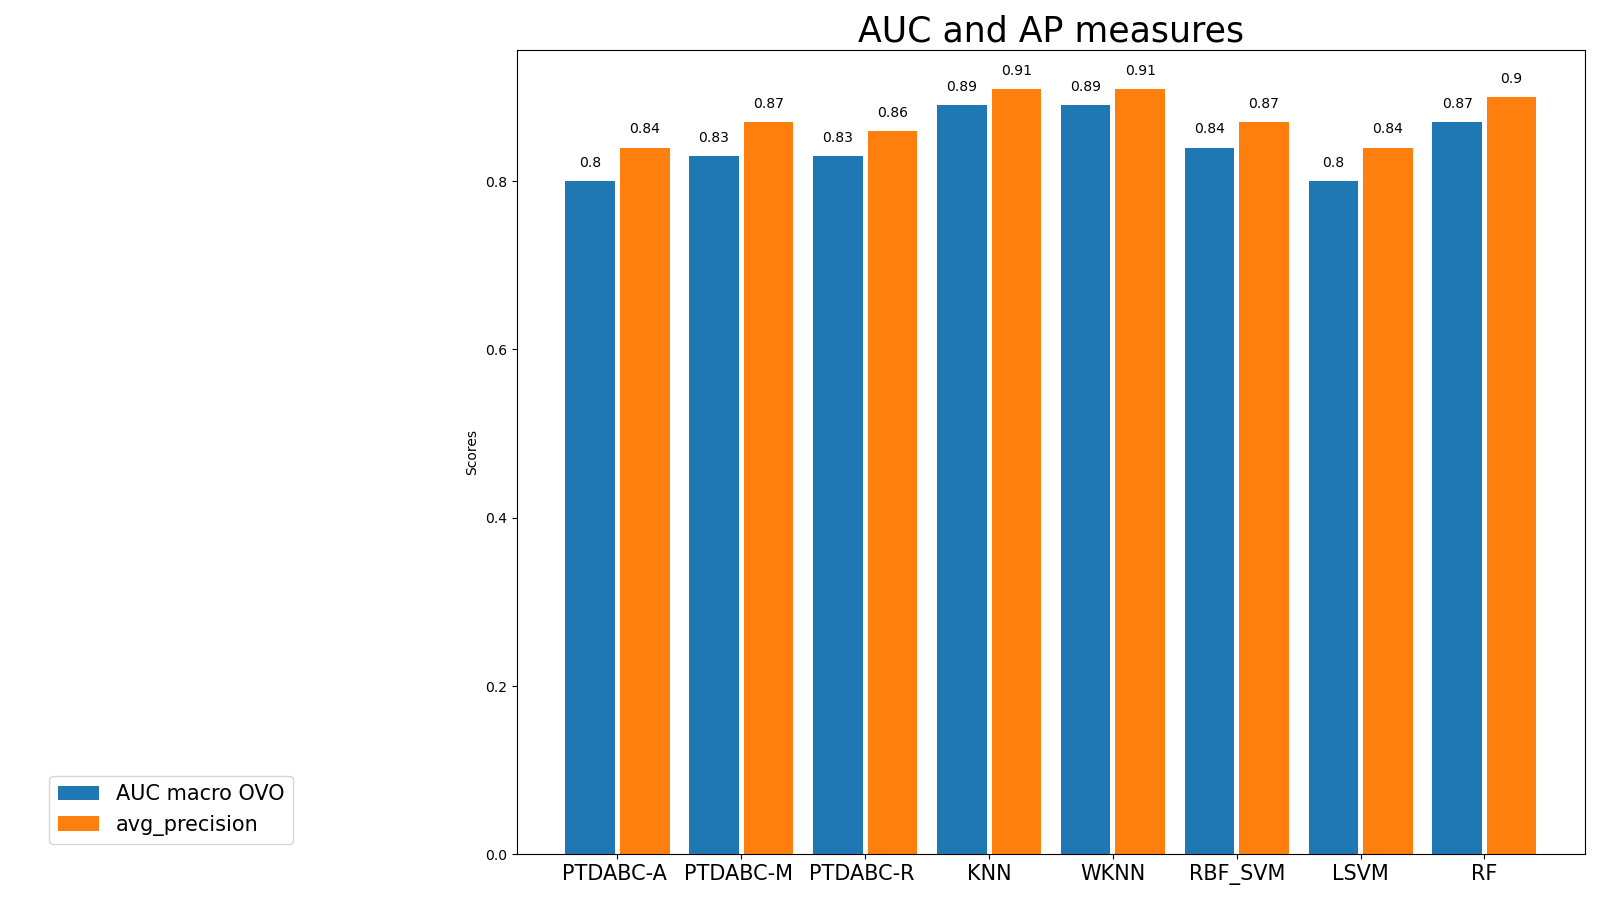 AUC and AP measures
0.8 0.84 0.83 0.87 0.83 0.86 0.89 0.91 0.89 0.91 0.84 0.87 0.8 0.84 0.87 0.9
0.8
0.6
Scores
0.4
0.2
0.0
PTDABC-A PTDABC-M PTDABC-R KNN WKNN RBF_SVM LSVM RF
AUC macro OVO
avg_precision